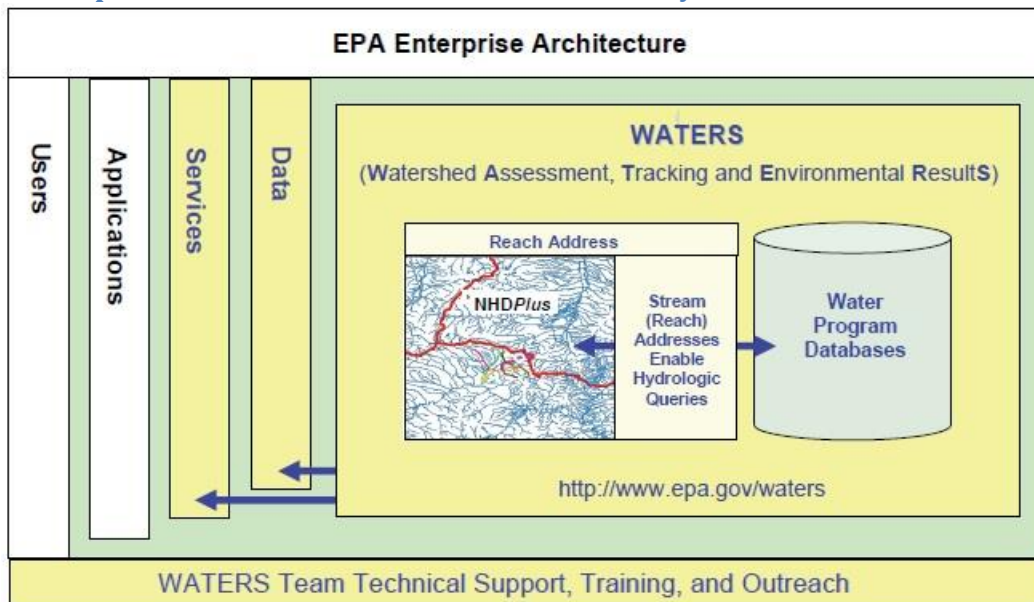 EPA Enterprise Architecture
Users
Applications
Services
Data
WATERS
(Watershed Assessment, Tracking and Environmental ResultS)
Reach Address
NHDPlus
Stream
(Reach)
Addresses
Enable
Hydrologic
Queries
Water
Program
Databases
http://www.epa.gov/waters
WATERS Team Technical Support, Training, and Outreach